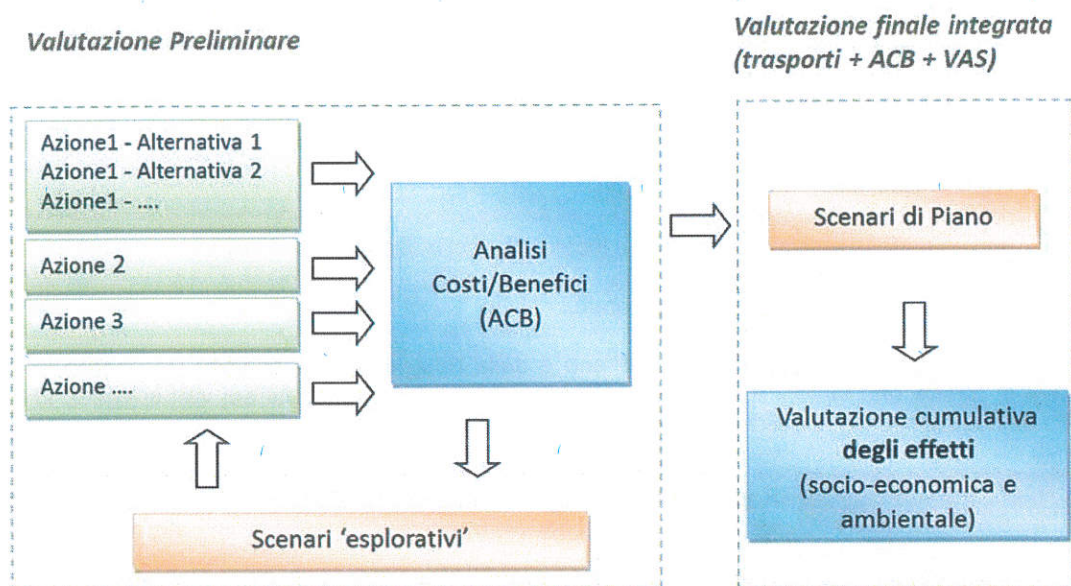 Valutazione Preliminare
Azione1 - Alternativa 1
Azione1 - Alternativa 2
Azione1 - ....
Azione 2
Azione 3
Azione ....
Analisi
Costi/Benefici
(ACB)
Scenari ‘esplorativi’
Valutazione finale integrata
(trasporti + ACB + VAS)
Scenari di Piano
Valutazione cumulativa
degli effetti
(socio-economica e
ambientale)